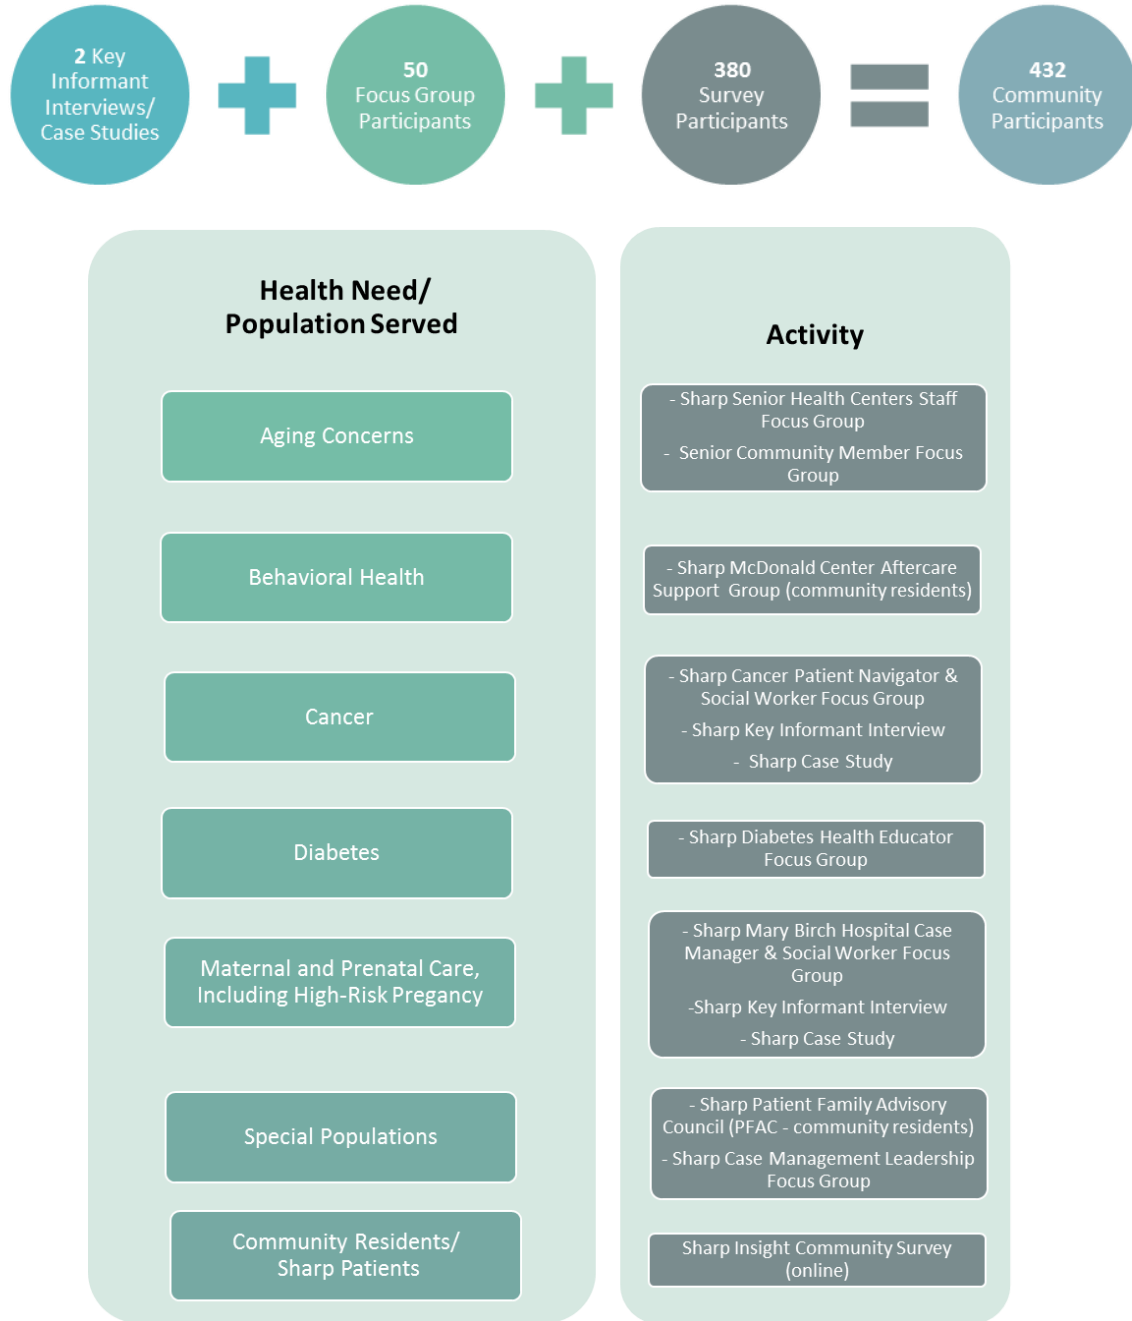 2 Key
Informant
Interviews/
Case Studies
50
Focus Group
Participants
380
Survey
Participants
432
Community
Participants
Health Need/
Population Served
Aging Concerns
Behavioral Health
Cancer
Diabetes
Maternal and Prenatal Care,
Including High-Risk Pregancy
Special Populations
Community Residents/
Sharp Patients
Activity
- Sharp Senior Health Centers Staff
Focus Group
- Senior Community Member Focus
Group
- Sharp McDonald Center Aftercare
Support Group (community residents)
- Sharp Cancer Patient Navigator &
Social Worker Focus Group
- Sharp Key Informant Interview
- Sharp Case Study
- Sharp Diabetes Health Educator
Focus Group
- Sharp Mary Birch Hospital Case
Manager & Social Worker Focus
Group
-Sharp Key Informant Interview
- Sharp Case Study
- Sharp Patient Family Advisory
Council (PFAC - community residents)
- Sharp Case Management Leadership
Focus Group
Sharp Insight Community Survey
(online)